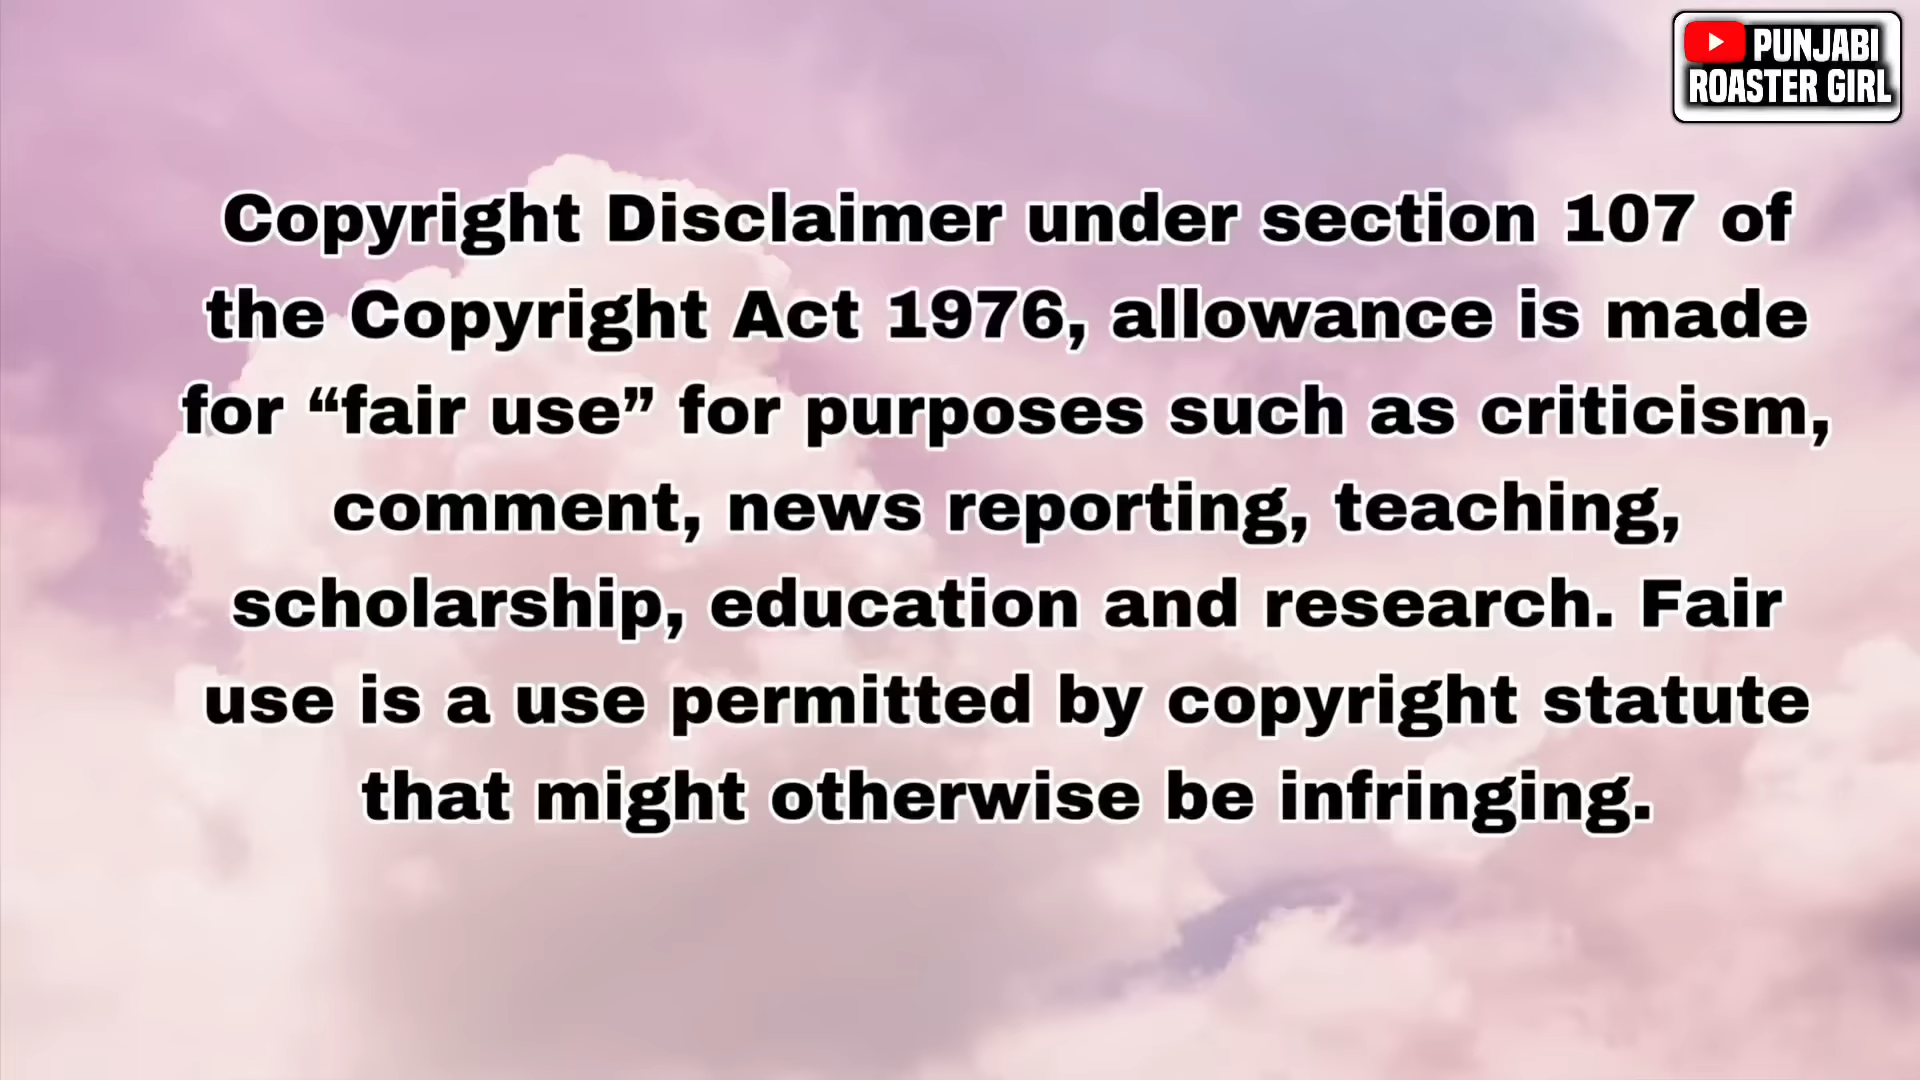 PUNJABI
ROASTER GIRL
Copyright Disclaimer under section 107 of
the Copyright Act 1976, allowance is made
for “fair use” for purposes such as criticism,
comment, news reporting, teaching,
scholarship, education and research. Fair
use is a use permitted by copyright statute
that might otherwise be infringing.